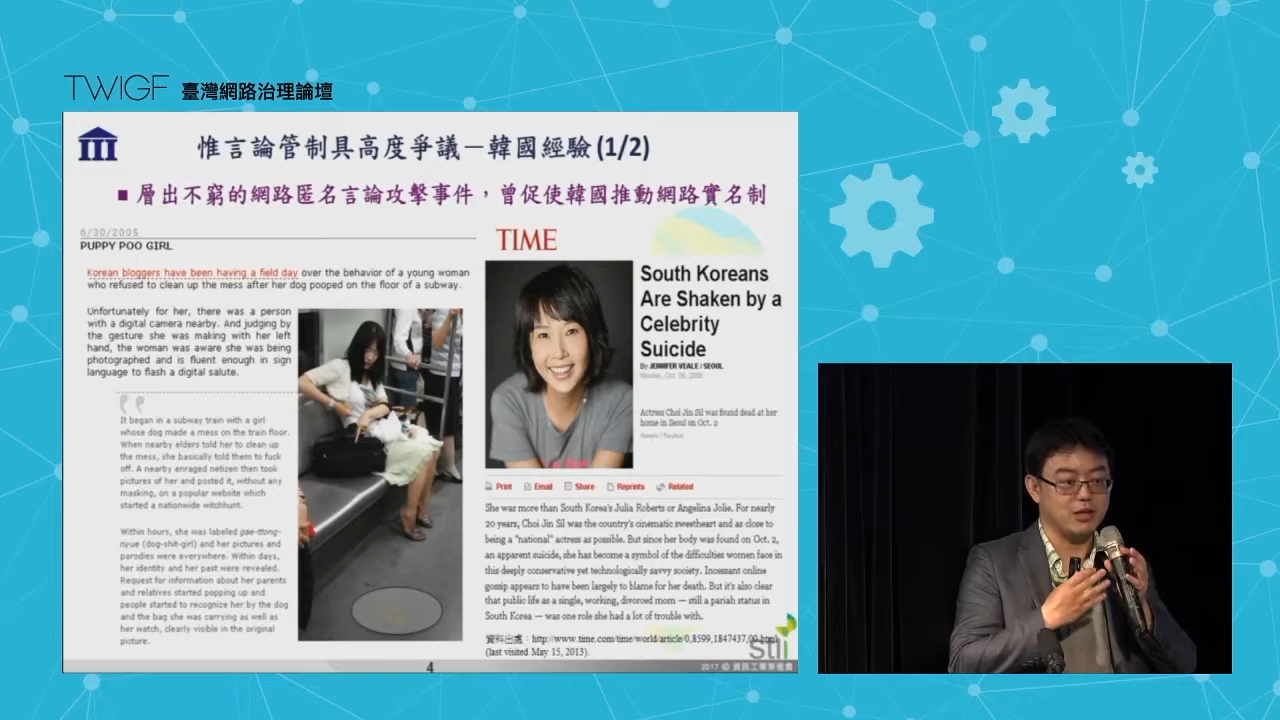 TWIGF 臺灣網路治理論壇
III
惟言論管制具高度爭議－韓國經驗(1/2)
■ 層出不窮的網路匿名言論攻擊事件，曾促使韓國推動網路實名制
6/30/2005
PUPPY POO GIRL
Korean bloggers have been having a field day over the behavior of a young woman
who refused to clean up the mess after her dog pooped on the floor of a subway.
Unfortunately for her, there was a person
with a digital camera nearby. And judging by
the gesture she was making with her left
hand, the woman was aware she was being
photographed and is fluent enough in sign
language to flash a digital salute.
It began in a subway train with a girl
whose dog made a mess on the train floor.
When nearby elders told her to clean up
the mess, she basically told them to fuck
off. A nearby enraged netizen then took
pictures of her and posted it, without any
masking, on a popular website which
started a nationwide witchhunt.
Within hours, she was labeled gae-ttong-
nyue (dog-shit-girl) and her pictures and
parodies were everywhere. Within days,
her identity and her past were revealed.
Request for information about her parents
and relatives started popping up and
people started to recognize her by the dog
and the bag she was carrying as well as
her watch, clearly visible in the original
picture.
TIME
South Koreans
Are Shaken by a
Celebrity
Suicide
By JENNIFER VEALE / SEOUL
Actress Choi Jin Sil was found dead at her
home in Seoul on Oct. 2
Print Email Share Reprints Related
She was more than South Korea's Julia Roberts or Angelina Jolie. For nearly
20 years, Choi Jin Sil was the country's cinematic sweetheart and as close to
being a "national" actress as possible. But since her body was found on Oct. 2,
an apparent suicide, she has become a symbol of the difficulties women face in
this deeply conservative yet technologically savvy society. Incessant online
gossip appears to have been largely to blame for her death. But it's also clear
that public life as a single, working, divorced mom — still a pariah status in
South Korea — was one role she had a lot of trouble with.
資料出處：http://www.time.com/time/world/article/0,8599,1847437,00.html
(last visited May 15, 2013).
stli
4
2017 © 資訊工業策進會